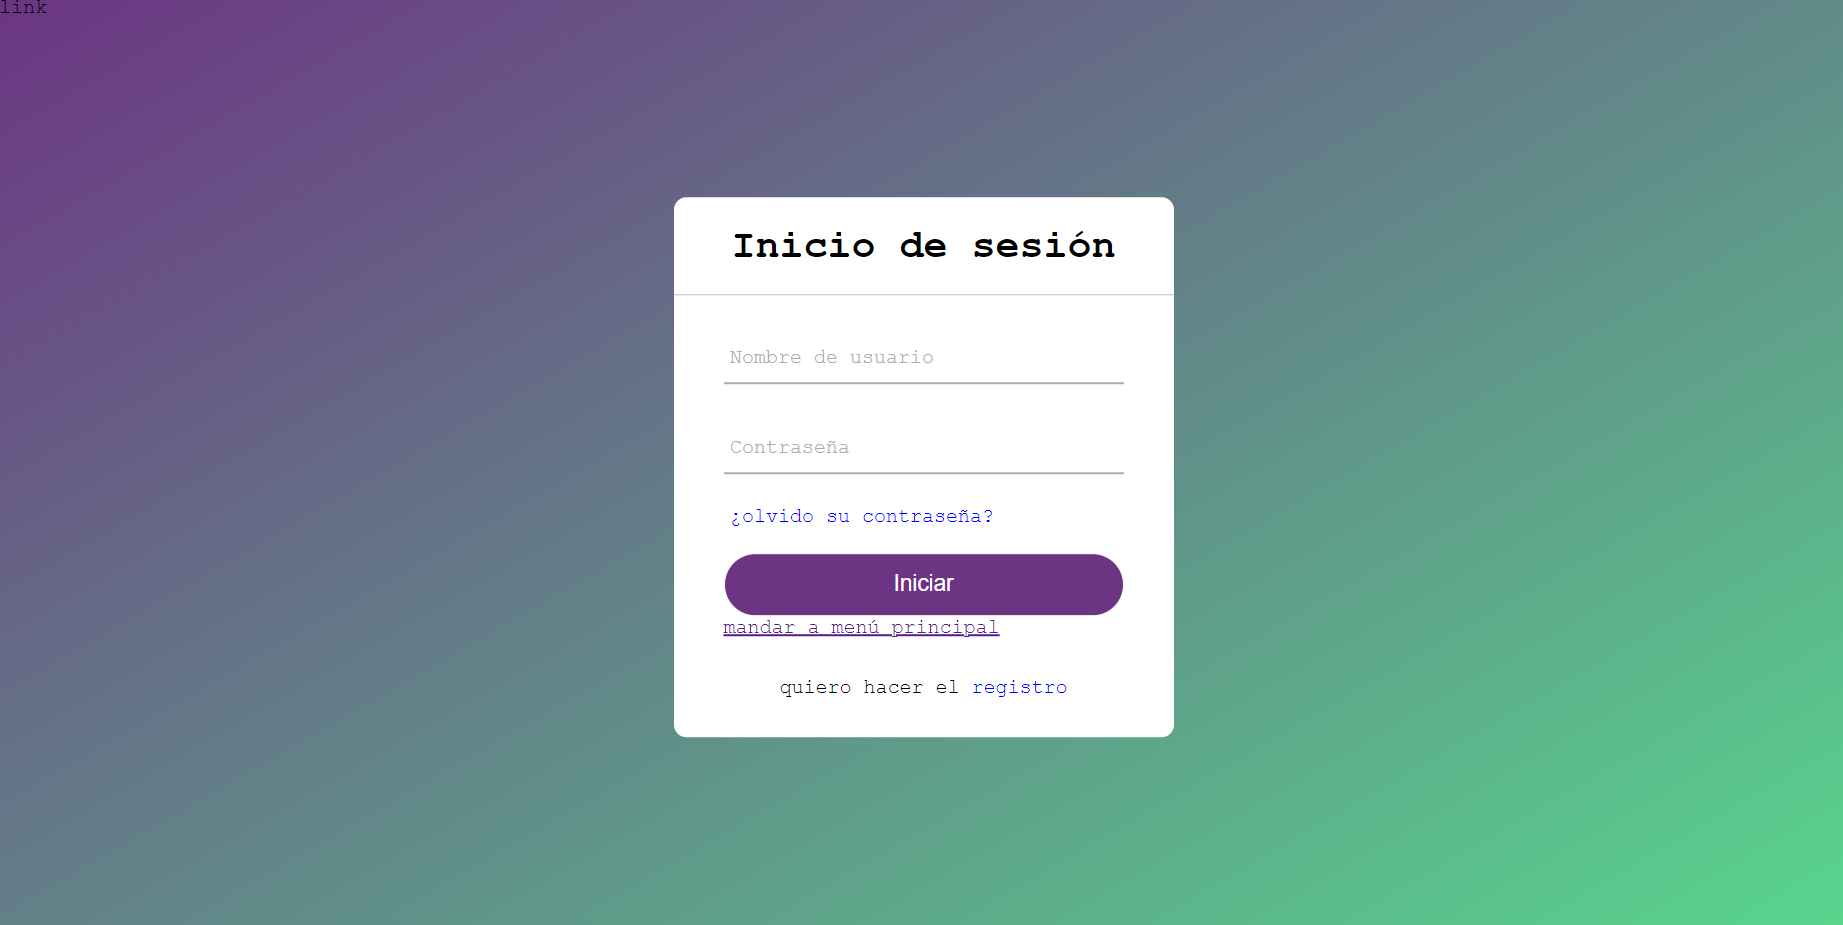 link
Inicio de sesión
Nombre de usuario
Contraseña
¿olvido su contraseña?
Iniciar
mandar a menú principal
quiero hacer el registro